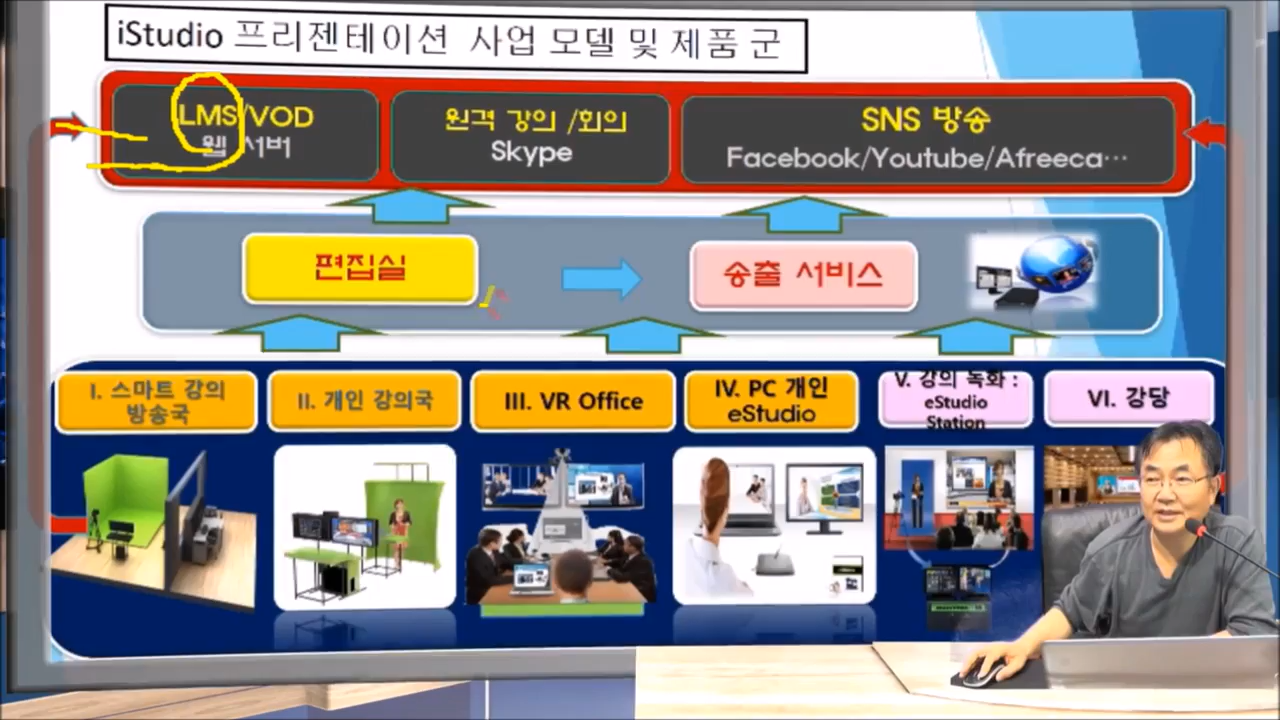 iStudio 프리젠테이션 사업 모델 및 제품 군
LMS/VOD
웹 서버
원격 강의 /회의
Skype
SNS 방송
Facebook/Youtube/Afreeca…
편집실
송출 서비스
I. 스마트 강의
방송국
II. 개인 강의국
III. VR Office
IV. PC 개인
eStudio
V. 강의 녹화 :
eStudio
Station
VI. 강당